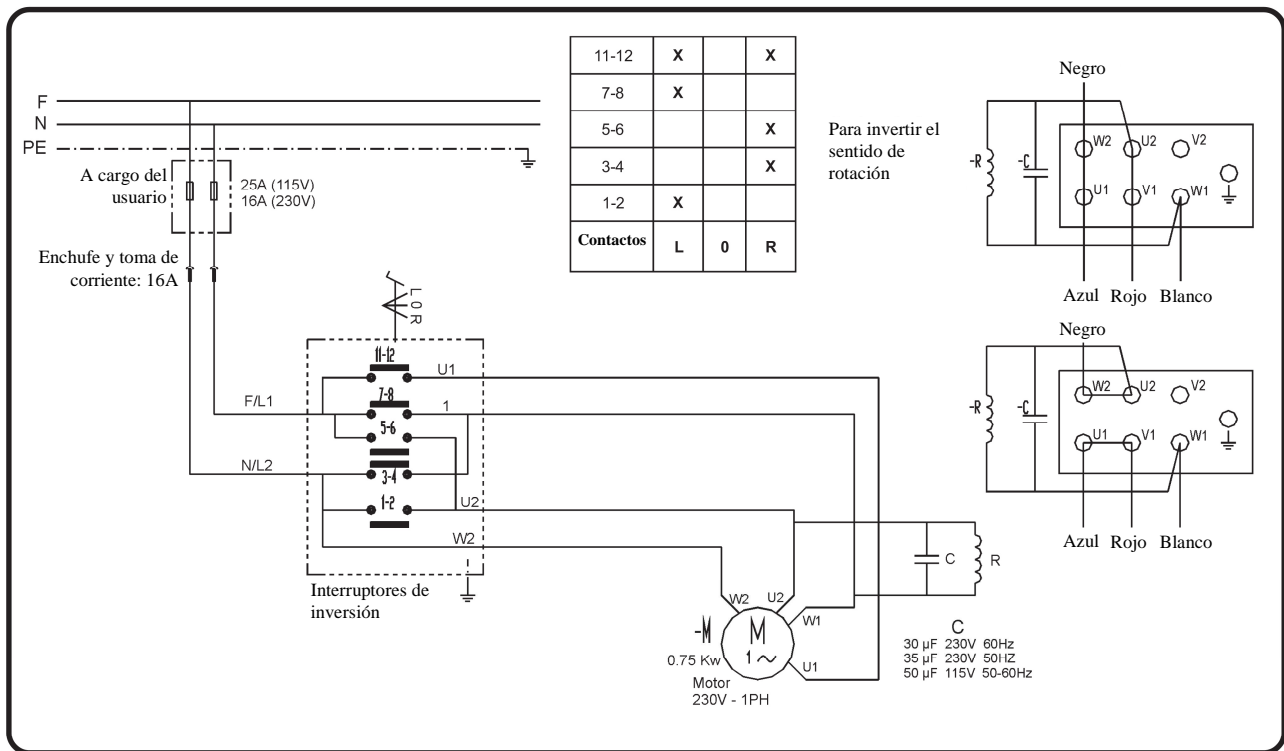 F
N
PE
A cargo del
usuario
25A (115V)
16A (230V)
Enchufe y toma de
corriente: 16A
11-12 X X
7-8 X
5-6 X
3-4 X
1-2 X
Contactos L 0 R
Para invertir el
sentido de
rotación
Negro
-R
-C
W2 U2 V2
U1 V1 W1
Azul Rojo Blanco
Negro
-R
-C
W2 U2 V2
U1 V1 W1
Azul Rojo Blanco
L 0 R
11-12
U1
7-8
F/L1
1
5-6
N/L2
3-4
1-2
U2
W2
Interruptores de
inversión
C
R
W2
U2
W1
U1
-M
M
1 ~
0.75 Kw
Motor
230V - 1PH
C
30 µF 230V 60Hz
35 µF 230V 50HZ
50 µF 115V 50-60Hz